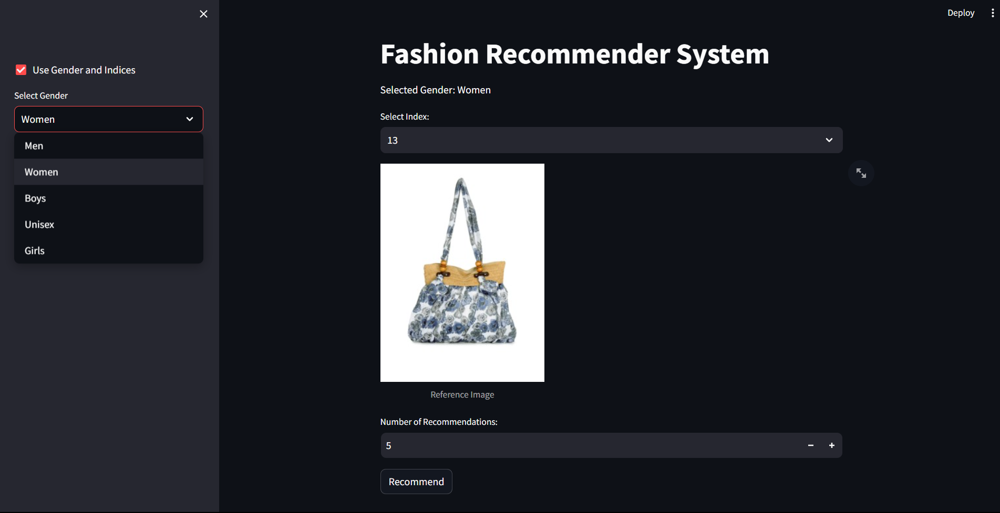 Deploy
Use Gender and Indices
Select Gender
Women
Men
Women
Boys
Unisex
Girls
Fashion Recommender System
Selected Gender: Women
Select Index:
13
Reference Image
Number of Recommendations:
5
Recommend